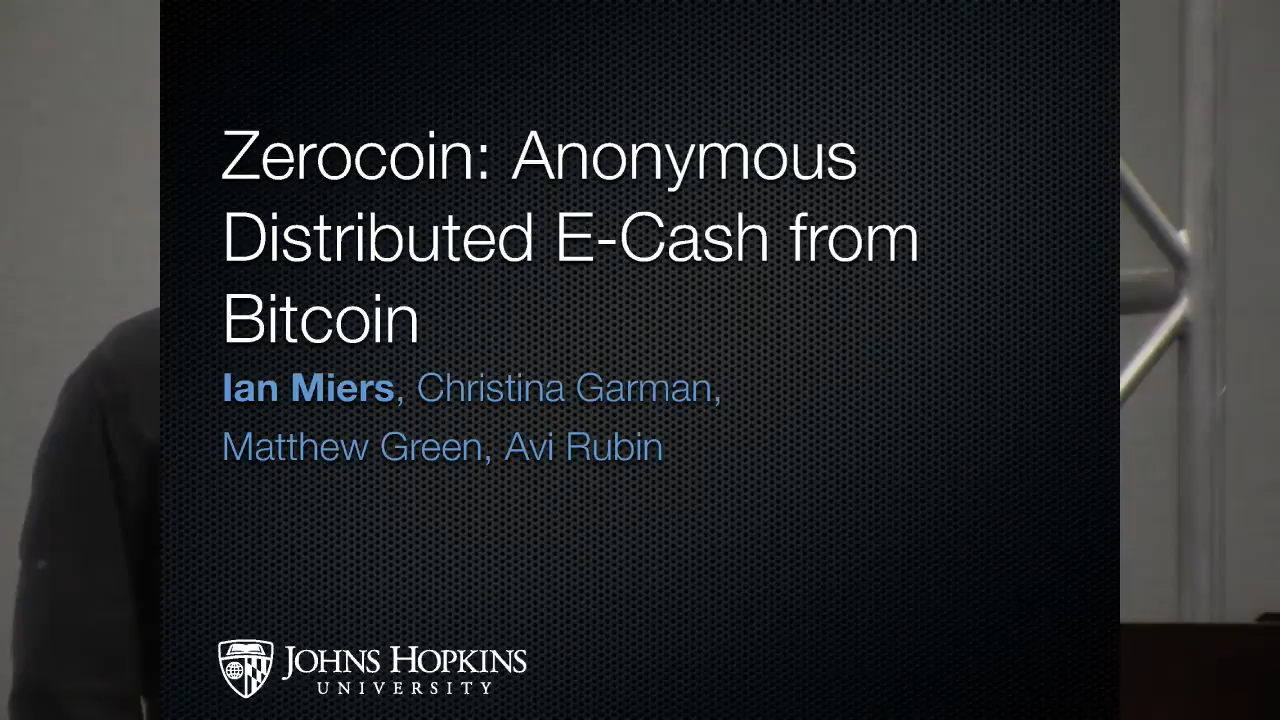 Zerocoin: Anonymous
Distributed E-Cash from
Bitcoin
Ian Miers, Christina Garman,
Matthew Green, Avi Rubin
JOHNS HOPKINS
UNIVERSITY